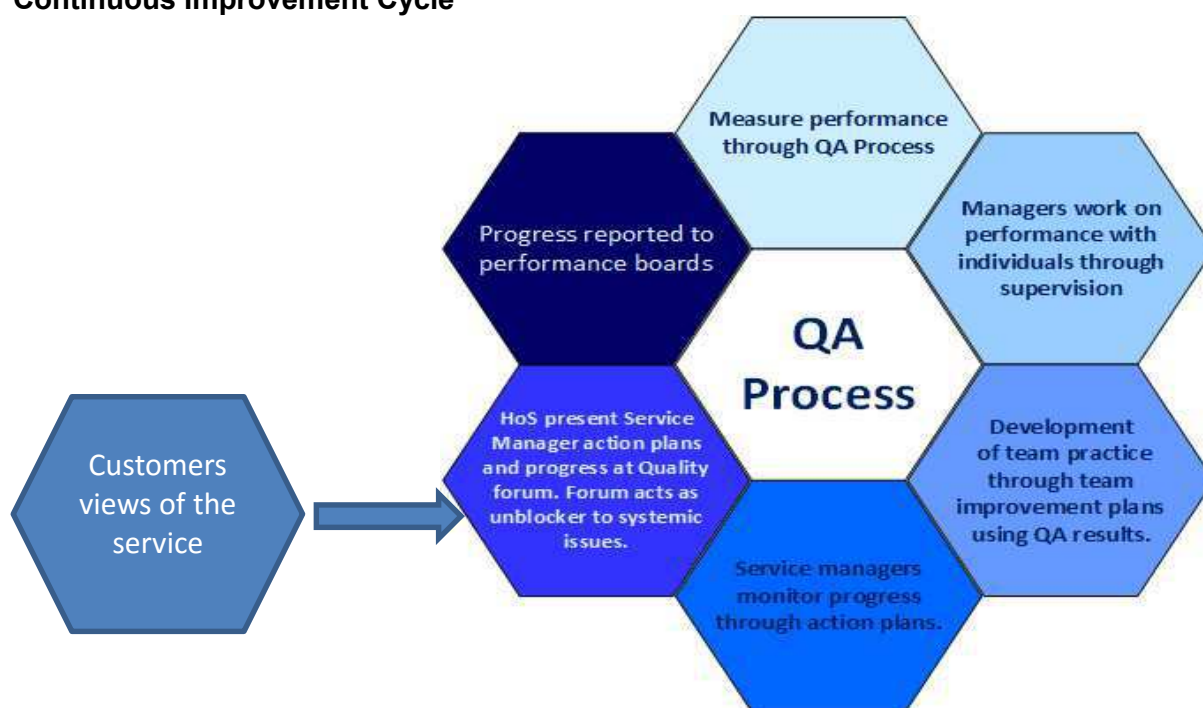 Continuous Improvement Cycle
Measure performance
through QA Process
Managers work on
performance with
individuals through
supervision
Development
of team practice
through team
improvement plans
using QA results.
Service managers
monitor progress
through action plans.
HoS present Service
Manager action plans
and progress at Quality
forum. Forum acts as
unblocker to systemic
issues.
Progress reported to
performance boards
QA
Process
Customers
views of the
service